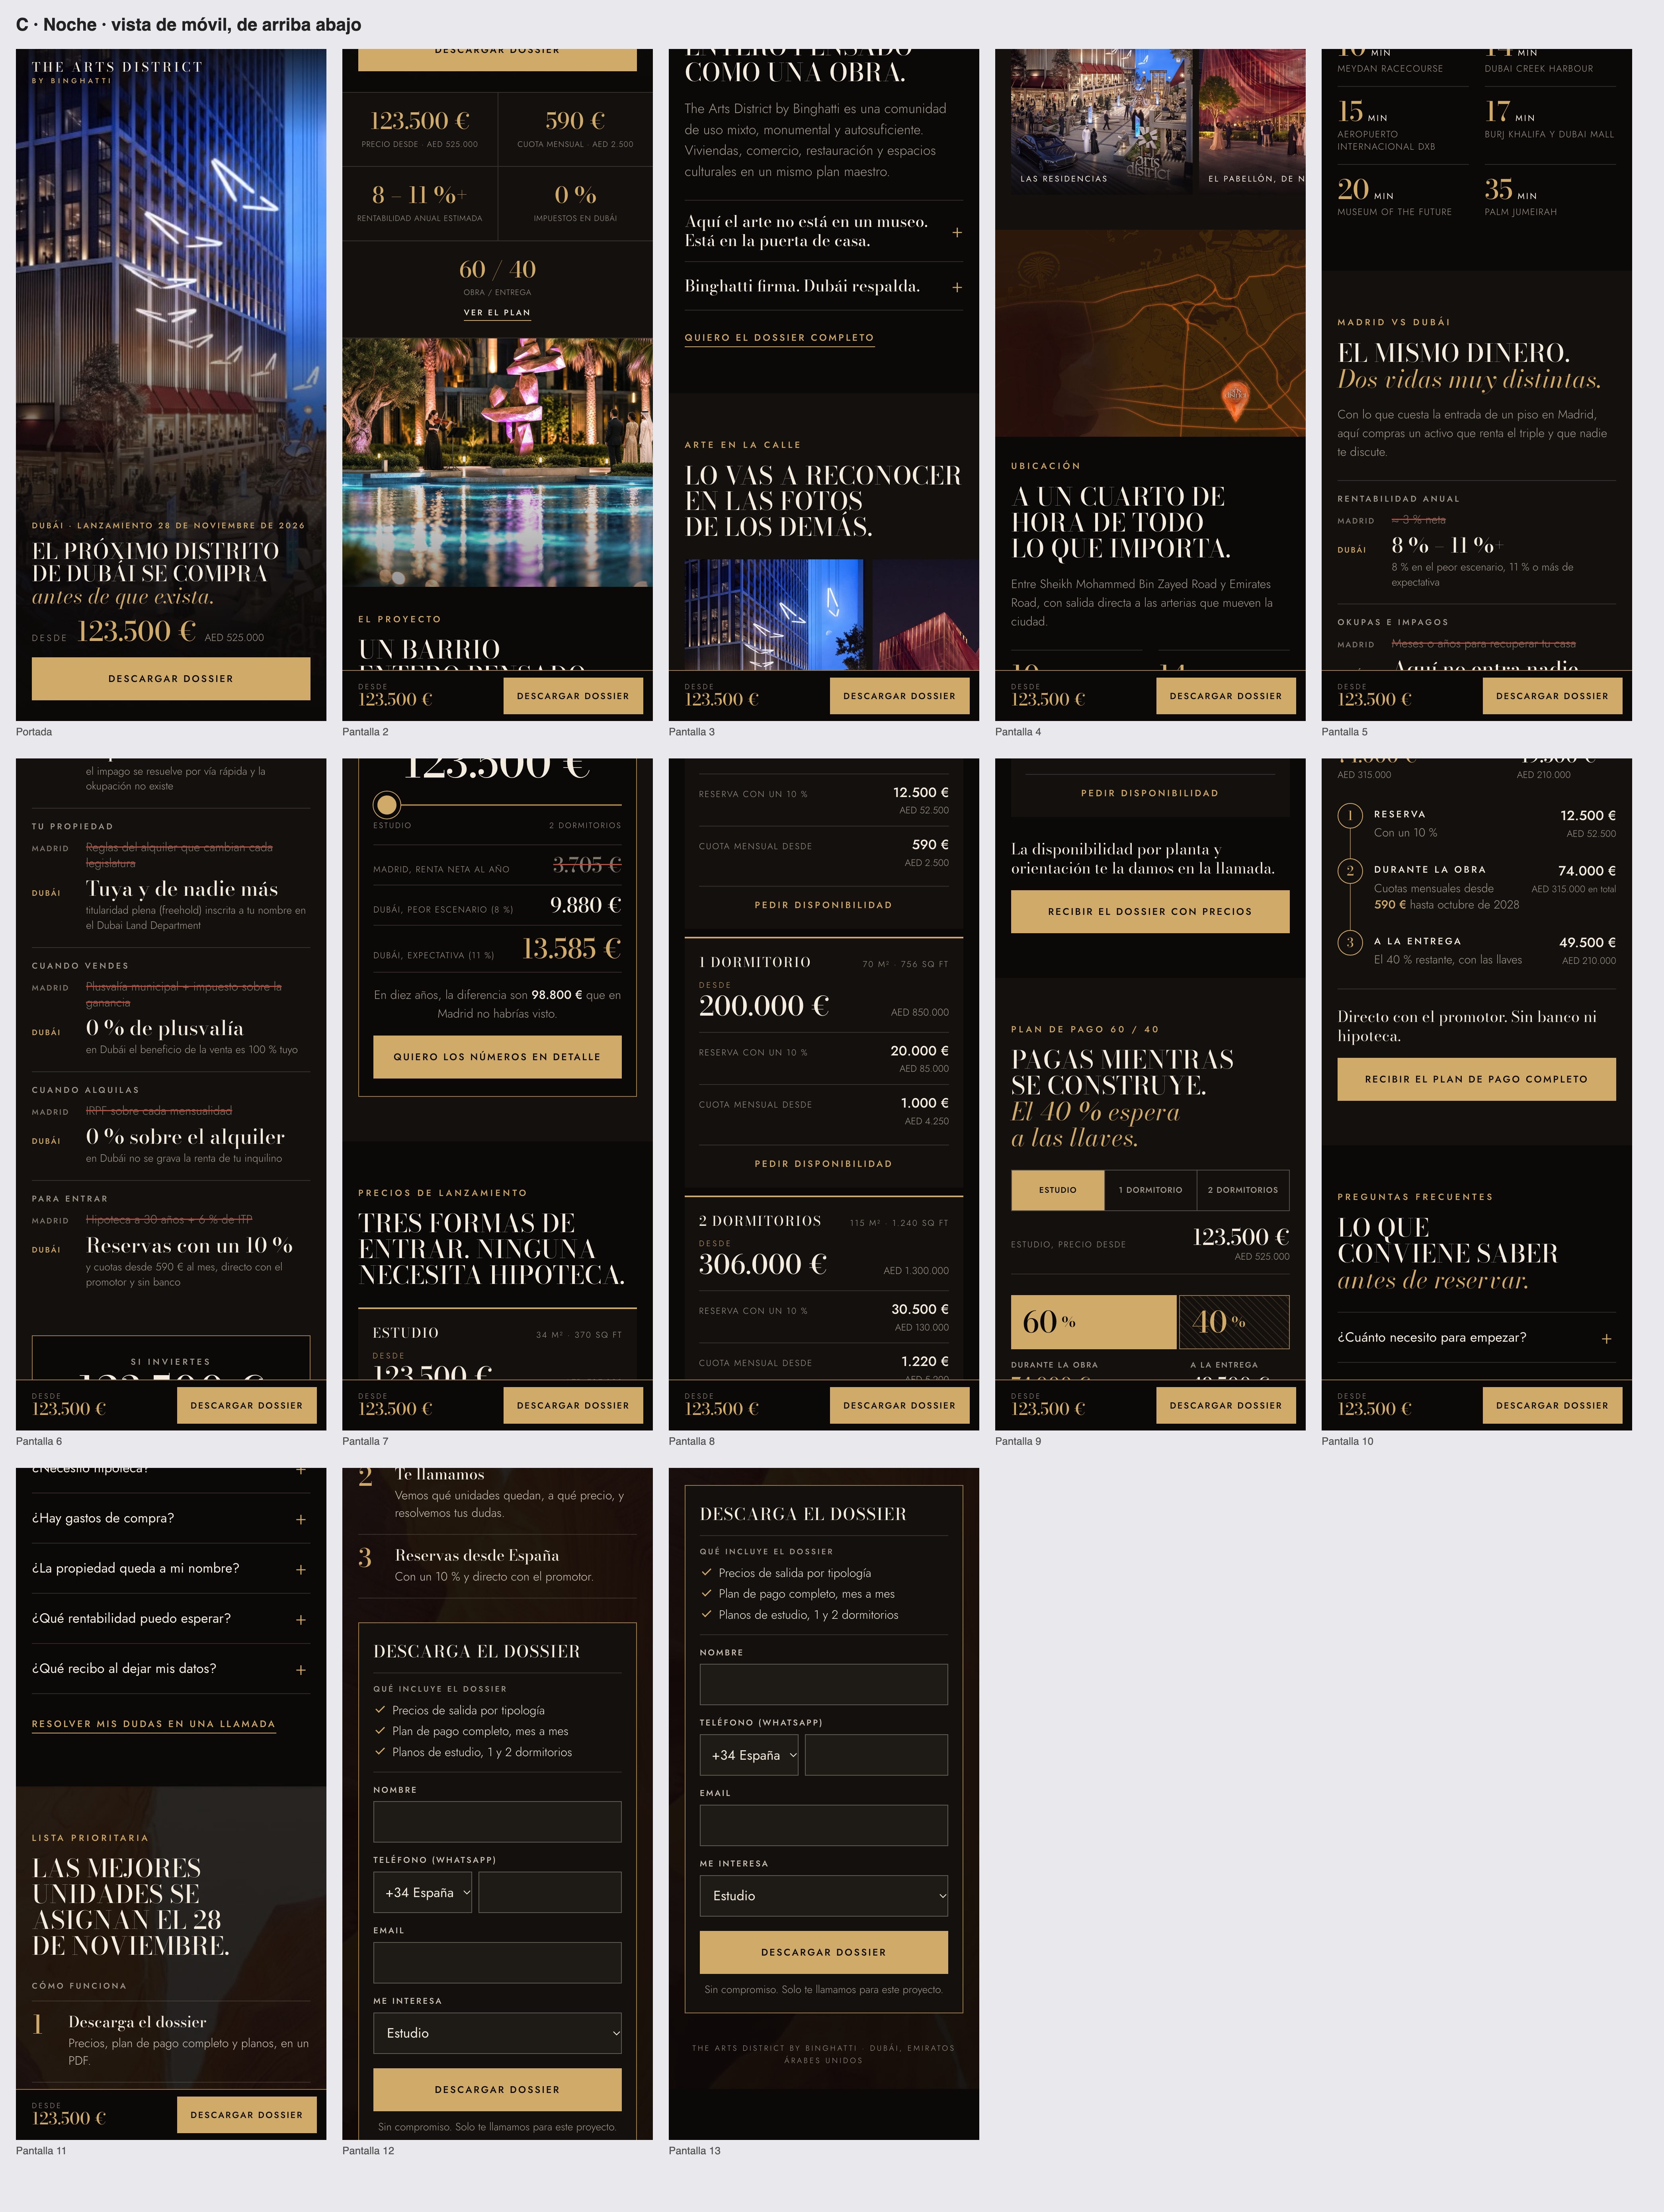 C · Noche · vista de móvil, de arriba abajo
THE ARTS DISTRICT
BY BINGHATTI
DUBÁI · LANZAMIENTO 28 DE NOVIEMBRE DE 2026
EL PRÓXIMO DISTRITO
DE DUBÁI SE COMPRA
antes de que exista.
DESDE 123.500 € AED 525.000
DESCARGAR DOSSIER
Portada
DESCARGAR DOSSIER
123.500 €
PRECIO DESDE · AED 525.000
590 €
CUOTA MENSUAL · AED 2.500
8 – 11 %+
RENTABILIDAD ANUAL ESTIMADA
0 %
IMPUESTOS EN DUBÁI
60 / 40
OBRA / ENTREGA
VER EL PLAN
EL PROYECTO
UN BARRIO
ENTERO PENSADO
DESDE
123.500 €
DESCARGAR DOSSIER
Pantalla 2
ENTERO PENSADO
COMO UNA OBRA.
The Arts District by Binghatti es una comunidad
de uso mixto, monumental y autosuficiente.
Viviendas, comercio, restauración y espacios
culturales en un mismo plan maestro.
Aquí el arte no está en un museo.
Está en la puerta de casa.
+
Binghatti firma. Dubái respalda.
+
QUIERO EL DOSSIER COMPLETO
ARTE EN LA CALLE
LO VAS A RECONOCER
EN LAS FOTOS
DE LOS DEMÁS.
DESDE
123.500 €
DESCARGAR DOSSIER
Pantalla 3
arts
district
LAS RESIDENCIAS
EL PABELLÓN, DE N
UBICACIÓN
A UN CUARTO DE
HORA DE TODO
LO QUE IMPORTA.
Entre Sheikh Mohammed Bin Zayed Road y Emirates
Road, con salida directa a las arterias que mueven la
ciudad.
10
14
DESDE
123.500 €
DESCARGAR DOSSIER
Pantalla 4
10 MIN
MEYDAN RACECOURSE
14 MIN
DUBAI CREEK HARBOUR
15 MIN
AEROPUERTO
INTERNACIONAL DXB
17 MIN
BURJ KHALIFA Y DUBAI MALL
20 MIN
MUSEUM OF THE FUTURE
35 MIN
PALM JUMEIRAH
MADRID VS DUBÁI
EL MISMO DINERO.
Dos vidas muy distintas.
Con lo que cuesta la entrada de un piso en Madrid,
aquí compras un activo que renta el triple y que nadie
te discute.
RENTABILIDAD ANUAL
MADRID ≈ 3 % neta
DUBÁI 8 % – 11 %+
8 % en el peor escenario, 11 % o más de
expectativa
OKUPAS E IMPAGOS
MADRID Meses o años para recuperar tu casa
Aquí no entra nadie
DESDE
123.500 €
DESCARGAR DOSSIER
Pantalla 5
el impago se resuelve por vía rápida y la
okupación no existe
TU PROPIEDAD
MADRID Reglas del alquiler que cambian cada
legislatura
DUBÁI Tuya y de nadie más
titularidad plena (freehold) inscrita a tu nombre en
el Dubai Land Department
CUANDO VENDES
MADRID Plusvalía municipal + impuesto sobre la
ganancia
DUBÁI 0 % de plusvalía
en Dubái el beneficio de la venta es 100 % tuyo
CUANDO ALQUILAS
MADRID IRPF sobre cada mensualidad
DUBÁI 0 % sobre el alquiler
en Dubái no se grava la renta de tu inquilino
PARA ENTRAR
MADRID Hipoteca a 30 años + 6 % de ITP
DUBÁI Reservas con un 10 %
y cuotas desde 590 € al mes, directo con el
promotor y sin banco
SI INVIERTES
123.500 €
DESDE
123.500 €
DESCARGAR DOSSIER
Pantalla 6
123.500 €
ESTUDIO 2 DORMITORIOS
MADRID, RENTA NETA AL AÑO 3.705 €
DUBÁI, PEOR ESCENARIO (8 %) 9.880 €
DUBÁI, EXPECTATIVA (11 %) 13.585 €
En diez años, la diferencia son 98.800 € que en
Madrid no habrías visto.
QUIERO LOS NÚMEROS EN DETALLE
PRECIOS DE LANZAMIENTO
TRES FORMAS DE
ENTRAR. NINGUNA
NECESITA HIPOTECA.
ESTUDIO 34 M² · 370 SQ FT
DESDE
123.500 €
DESDE
123.500 €
DESCARGAR DOSSIER
Pantalla 7
RESERVA CON UN 10 % 12.500 €
AED 52.500
CUOTA MENSUAL DESDE 590 €
AED 2.500
PEDIR DISPONIBILIDAD
1 DORMITORIO 70 M² · 756 SQ FT
DESDE
200.000 € AED 850.000
RESERVA CON UN 10 % 20.000 €
AED 85.000
CUOTA MENSUAL DESDE 1.000 €
AED 4.250
PEDIR DISPONIBILIDAD
2 DORMITORIOS 115 M² · 1.240 SQ FT
DESDE
306.000 € AED 1.300.000
RESERVA CON UN 10 % 30.500 €
AED 130.000
CUOTA MENSUAL DESDE 1.220 €
AED 5.200
DESDE
123.500 €
DESCARGAR DOSSIER
Pantalla 8
PEDIR DISPONIBILIDAD
La disponibilidad por planta y
orientación te la damos en la llamada.
RECIBIR EL DOSSIER CON PRECIOS
PLAN DE PAGO 60 / 40
PAGAS MIENTRAS
SE CONSTRUYE.
El 40 % espera
a las llaves.
ESTUDIO 1 DORMITORIO 2 DORMITORIOS
ESTUDIO, PRECIO DESDE 123.500 €
AED 525.000
60 % 40 %
DURANTE LA OBRA A LA ENTREGA
74.000 € 49.500 €
DESDE
123.500 €
DESCARGAR DOSSIER
Pantalla 9
74.000 € 49.500 €
AED 315.000 AED 210.000
1 RESERVA 12.500 €
Con un 10 % AED 52.500
2 DURANTE LA OBRA 74.000 €
Cuotas mensuales desde AED 315.000 en total
590 € hasta octubre de 2028
3 A LA ENTREGA 49.500 €
El 40 % restante, con las llaves AED 210.000
Directo con el promotor. Sin banco ni
hipoteca.
RECIBIR EL PLAN DE PAGO COMPLETO
PREGUNTAS FRECUENTES
LO QUE
CONVIENE SABER
antes de reservar.
¿Cuánto necesito para empezar? +
DESDE
123.500 €
DESCARGAR DOSSIER
Pantalla 10
¿Necesito hipoteca? +
¿Hay gastos de compra? +
¿La propiedad queda a mi nombre? +
¿Qué rentabilidad puedo esperar? +
¿Qué recibo al dejar mis datos? +
RESOLVER MIS DUDAS EN UNA LLAMADA
LISTA PRIORITARIA
LAS MEJORES
UNIDADES SE
ASIGNAN EL 28
DE NOVIEMBRE.
CÓMO FUNCIONA
1 Descarga el dossier
Precios, plan de pago completo y planos, en un
PDF.
DESDE
123.500 €
DESCARGAR DOSSIER
Pantalla 11
2 Te llamamos
Vemos qué unidades quedan, a qué precio, y
resolvemos tus dudas.
3 Reservas desde España
Con un 10 % y directo con el promotor.
DESCARGA EL DOSSIER
QUÉ INCLUYE EL DOSSIER
Precios de salida por tipología
Plan de pago completo, mes a mes
Planos de estudio, 1 y 2 dormitorios
NOMBRE
TELÉFONO (WHATSAPP)
+34 España
EMAIL
ME INTERESA
Estudio
DESCARGAR DOSSIER
Sin compromiso. Solo te llamamos para este proyecto.
Pantalla 12
DESCARGA EL DOSSIER
QUÉ INCLUYE EL DOSSIER
Precios de salida por tipología
Plan de pago completo, mes a mes
Planos de estudio, 1 y 2 dormitorios
NOMBRE
TELÉFONO (WHATSAPP)
+34 España
EMAIL
ME INTERESA
Estudio
DESCARGAR DOSSIER
Sin compromiso. Solo te llamamos para este proyecto.
THE ARTS DISTRICT BY BINGHATTI · DUBÁI, EMIRATOS
ÁRABES UNIDOS
Pantalla 13